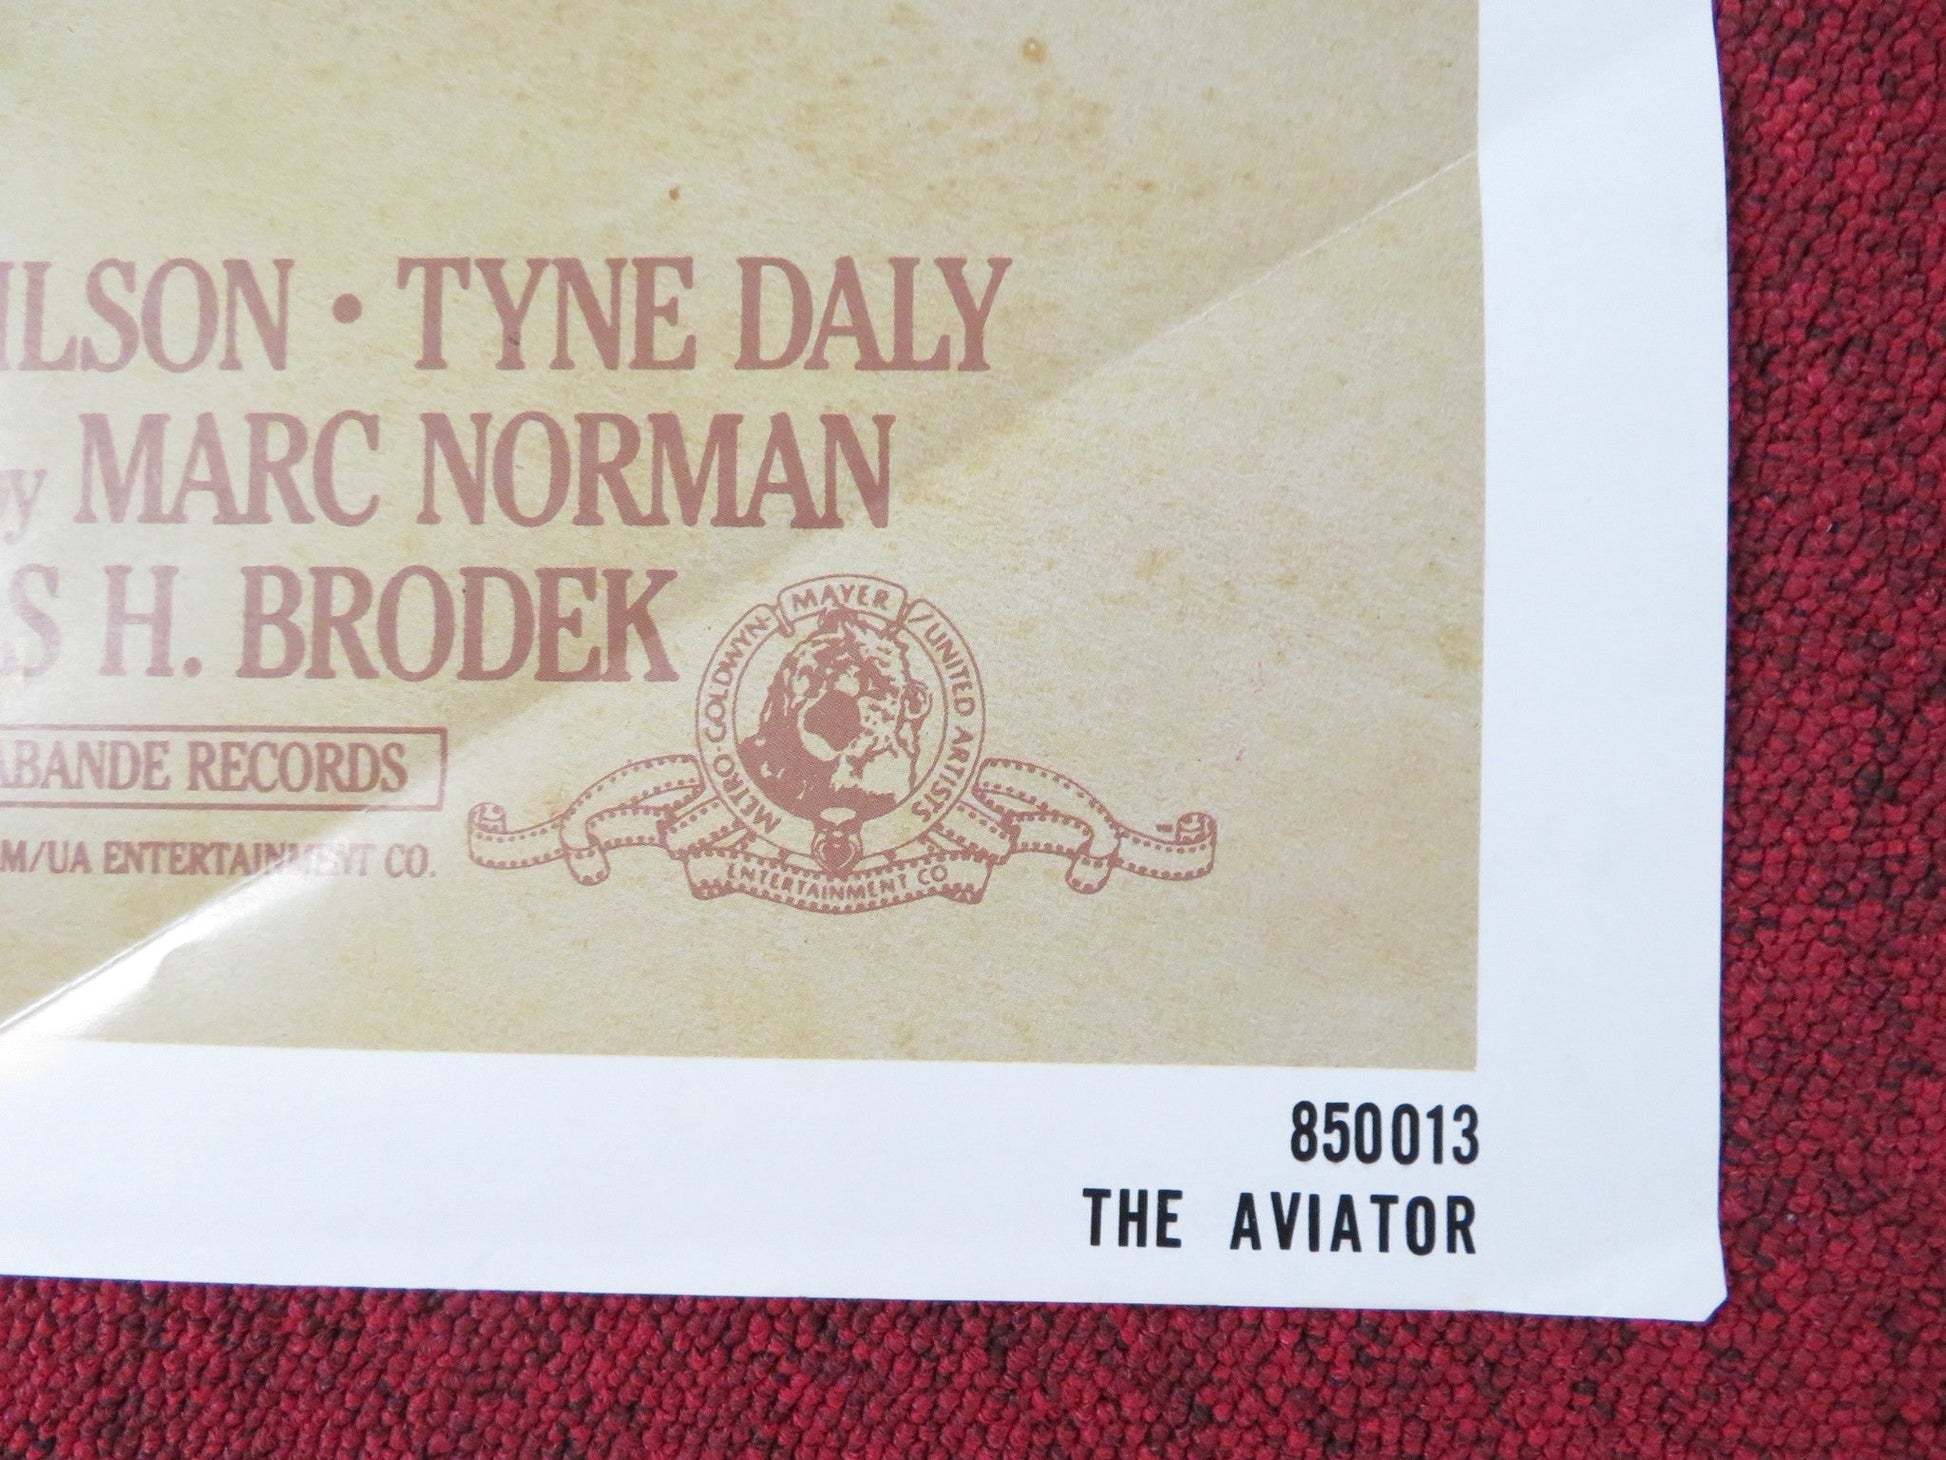 ILSON · TYNE DALY
by MARC NORMAN
S H. BRODEK
METRO-GOLDWYN-MAYER/UNITED ARTISTS
ABANDE RECORDS
M/UA ENTERTAINMENT CO.
ENTERTAINMENT CO
850013
THE AVIATOR